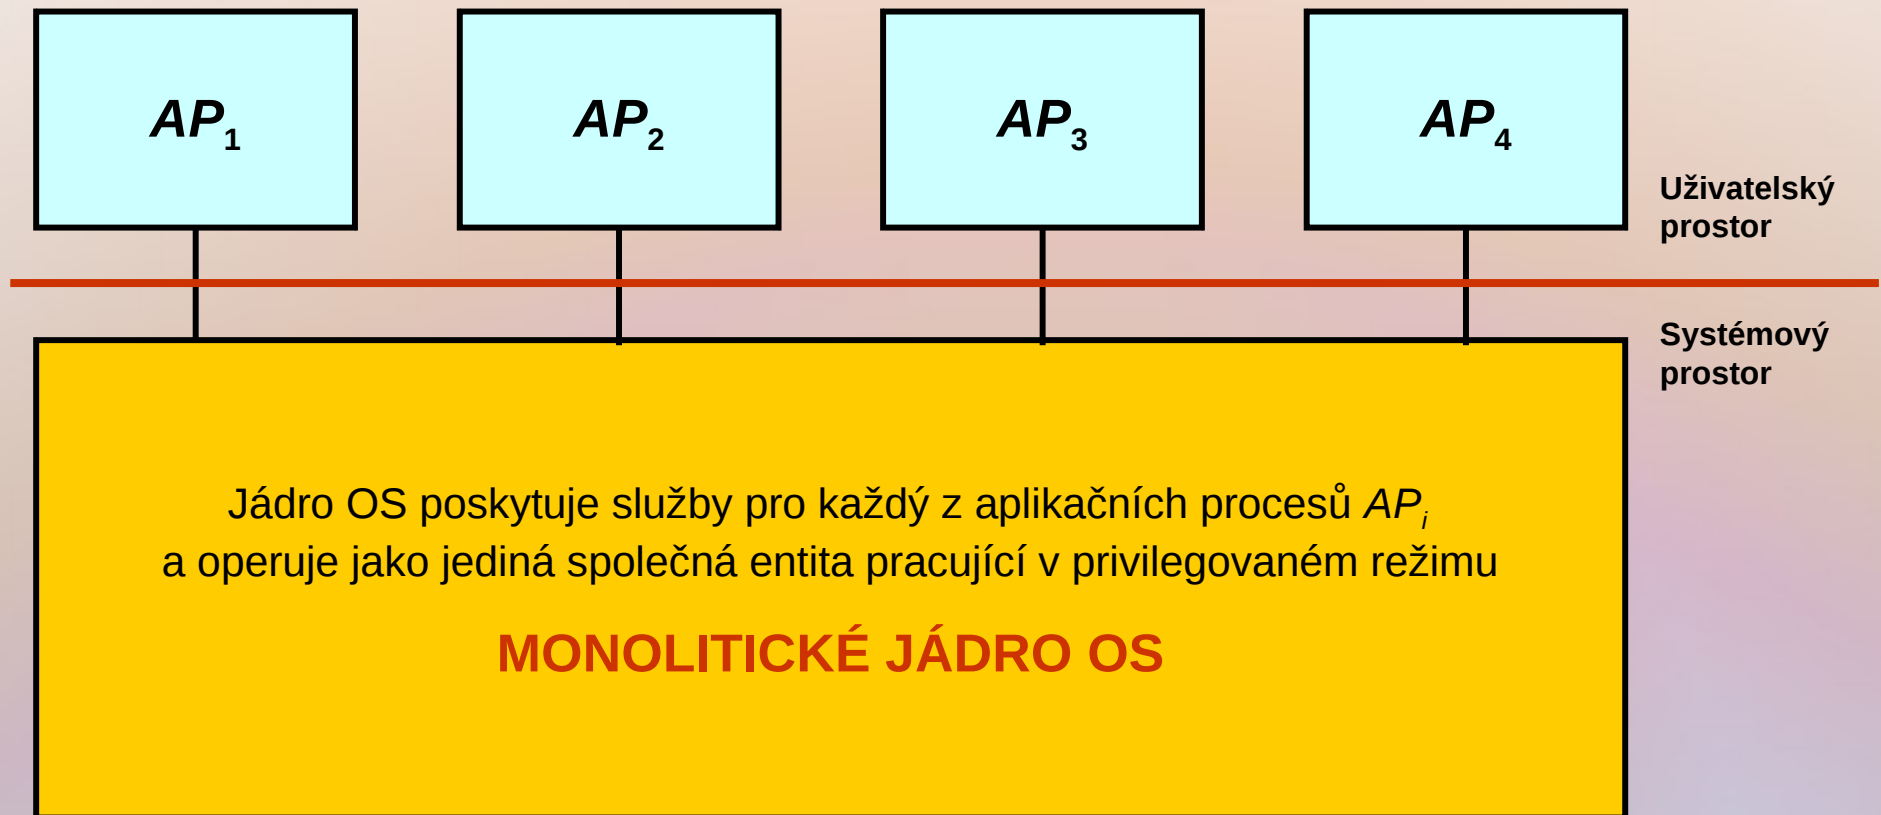 AP1
AP2
AP3
AP4
Uživatelský
prostor
Systémový
prostor
Jádro OS poskytuje služby pro každý z aplikačních procesů APi
a operuje jako jediná společná entita pracující v privilegovaném režimu
MONOLITICKÉ JÁDRO OS